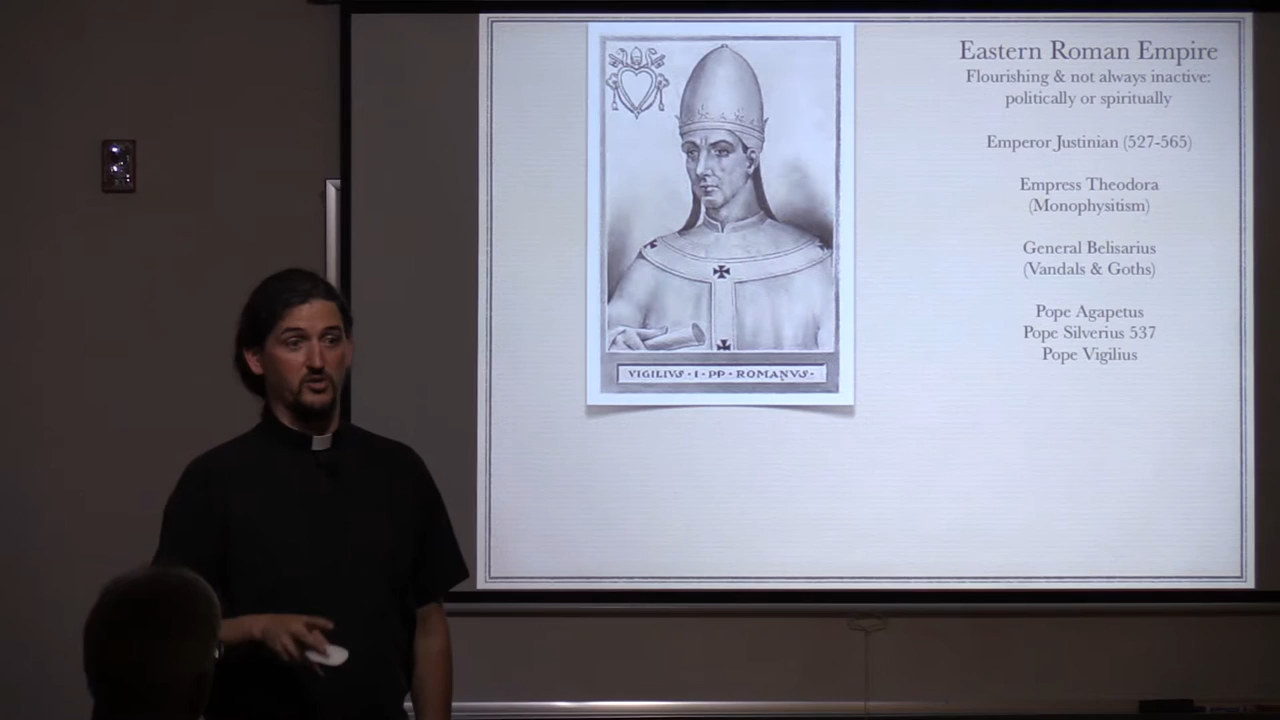 Eastern Roman Empire
Flourishing & not always inactive:
politically or spiritually
Emperor Justinian (527-565)
Empress Theodora
(Monophysitism)
General Belisarius
(Vandals & Goths)
Pope Agapetus
Pope Silverius 537
Pope Vigilius
VIGILIVS · I · PP · ROMANVS ·